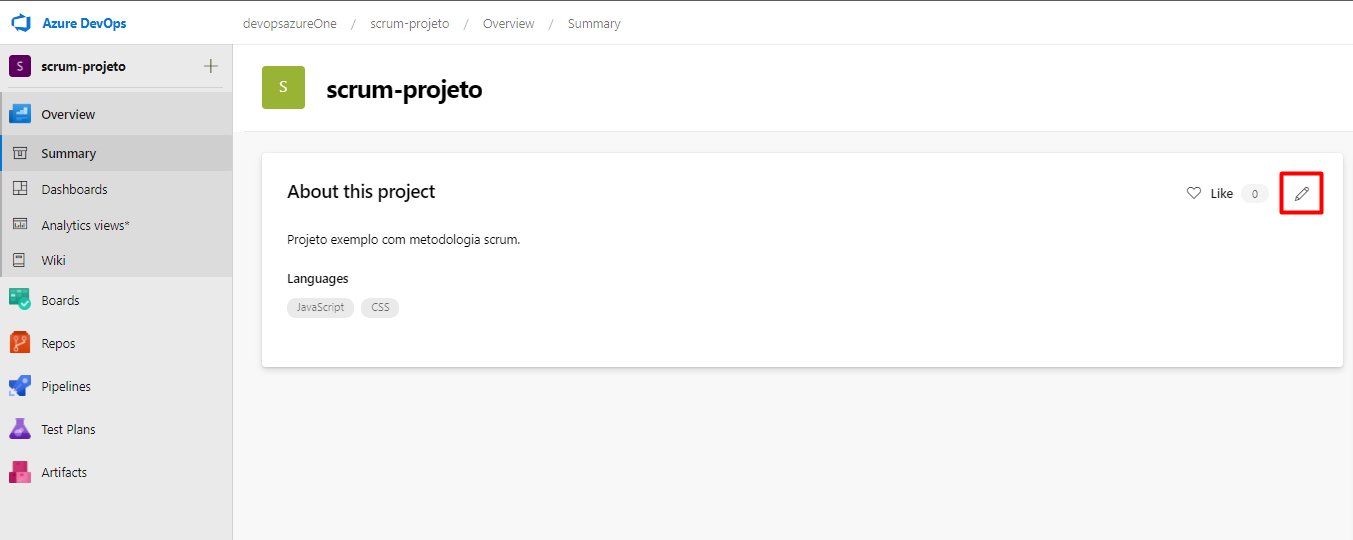 Azure DevOps
devopsazureOne / scrum-projeto / Overview / Summary
S scrum-projeto
Overview
Summary
Dashboards
Analytics views*
Wiki
Boards
Repos
Pipelines
Test Plans
Artifacts
S scrum-projeto
About this project
Like 0
Projeto exemplo com metodologia scrum.
Languages
JavaScript CSS